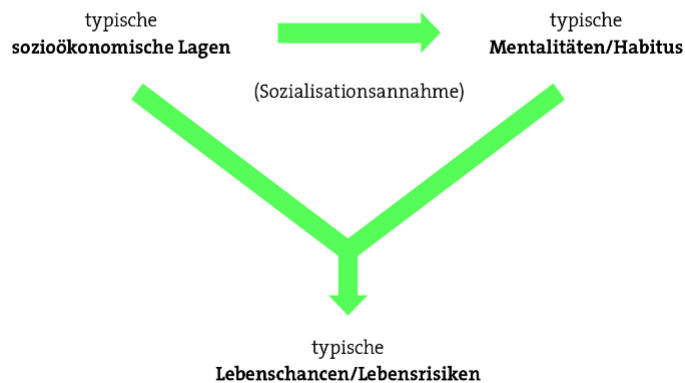 typische
sozioökonomische Lagen
typische
Mentalitäten/Habitus
(Sozialisationsannahme)
typische
Lebenschancen/Lebensrisiken